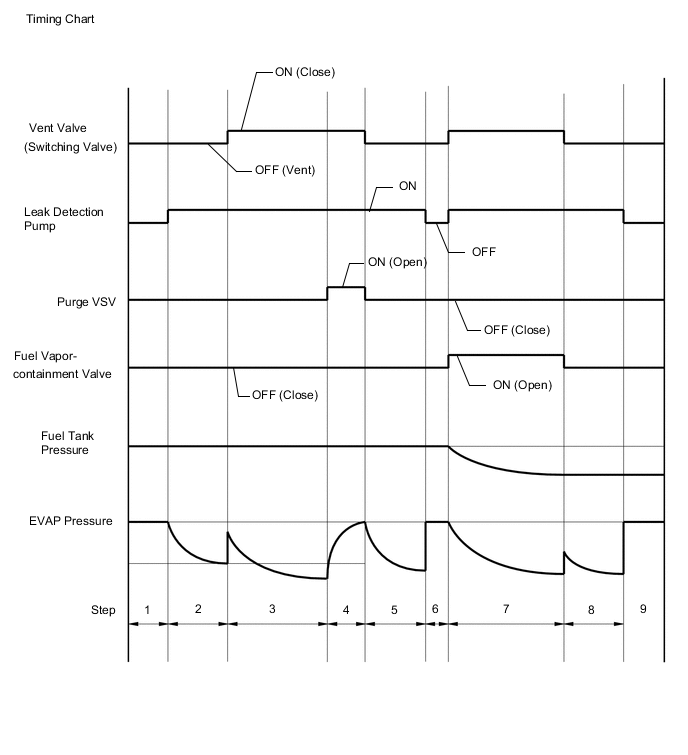 Timing Chart
ON (Close)
Vent Valve
(Switching Valve)
OFF (Vent)
ON
Leak Detection
Pump
OFF
ON (Open)
Purge VSV
OFF (Close)
Fuel Vapor-
containment Valve
ON (Open)
OFF (Close)
Fuel Tank
Pressure
EVAP Pressure
Step 1 2 3 4 5 6 7 8 9